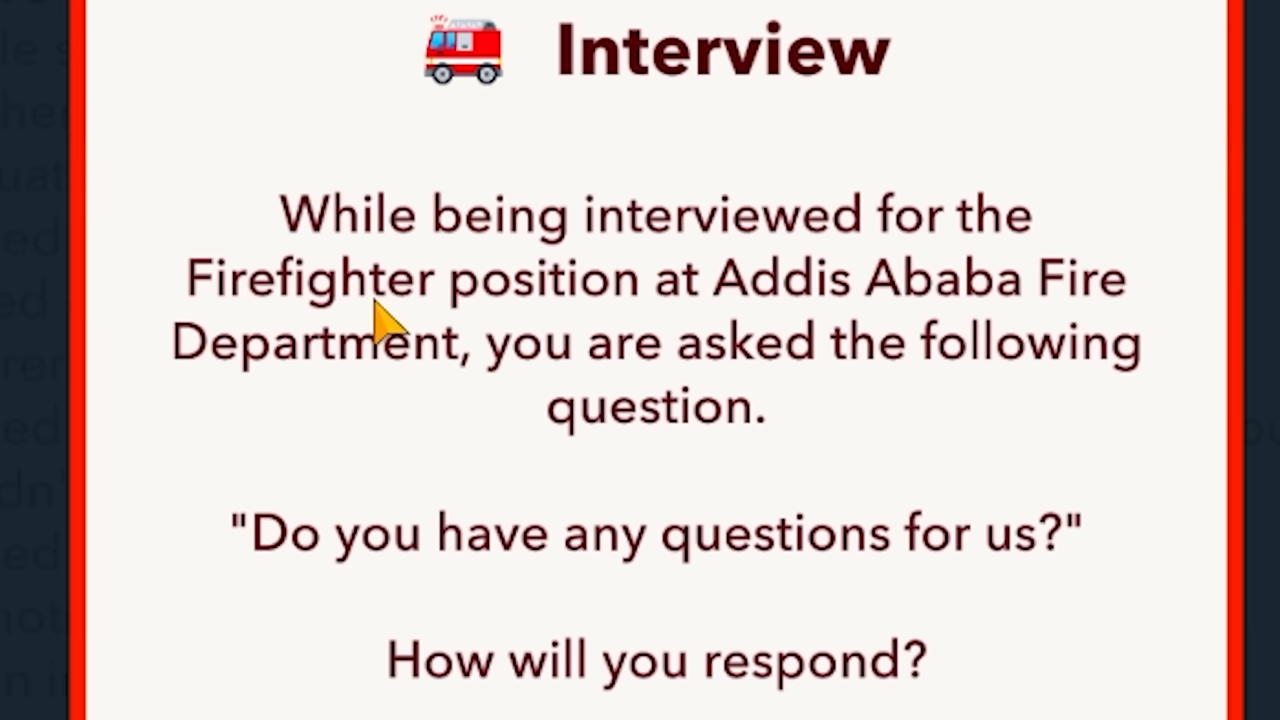 Interview
While being interviewed for the
Firefighter position at Addis Ababa Fire
Department, you are asked the following
question.
"Do you have any questions for us?"
How will you respond?